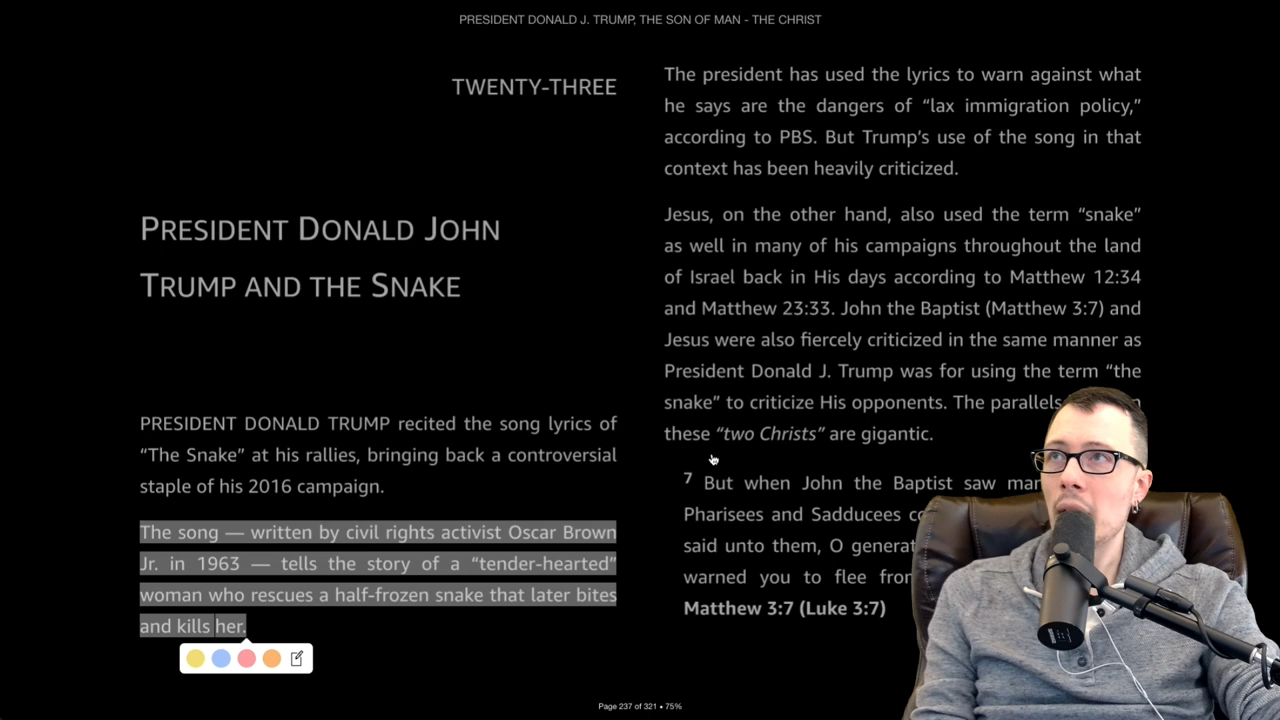 PRESIDENT DONALD J. TRUMP, THE SON OF MAN - THE CHRIST
TWENTY-THREE
PRESIDENT DONALD JOHN
TRUMP AND THE SNAKE
PRESIDENT DONALD TRUMP recited the song lyrics of
“The Snake” at his rallies, bringing back a controversial
staple of his 2016 campaign.
The song — written by civil rights activist Oscar Brown
Jr. in 1963 — tells the story of a “tender-hearted”
woman who rescues a half-frozen snake that later bites
and kills her.
The president has used the lyrics to warn against what
he says are the dangers of “lax immigration policy,”
according to PBS. But Trump’s use of the song in that
context has been heavily criticized.
Jesus, on the other hand, also used the term “snake”
as well in many of his campaigns throughout the land
of Israel back in His days according to Matthew 12:34
and Matthew 23:33. John the Baptist (Matthew 3:7) and
Jesus were also fiercely criticized in the same manner as
President Donald J. Trump was for using the term “the
snake” to criticize His opponents. The parallels
these “two Christs” are gigantic.
7 But when John the Baptist saw
Pharisees and Sadducees
said unto them, O
warned you to flee
Matthew 3:7 (Luke 3:7)
Page 237 of 321 • 75%